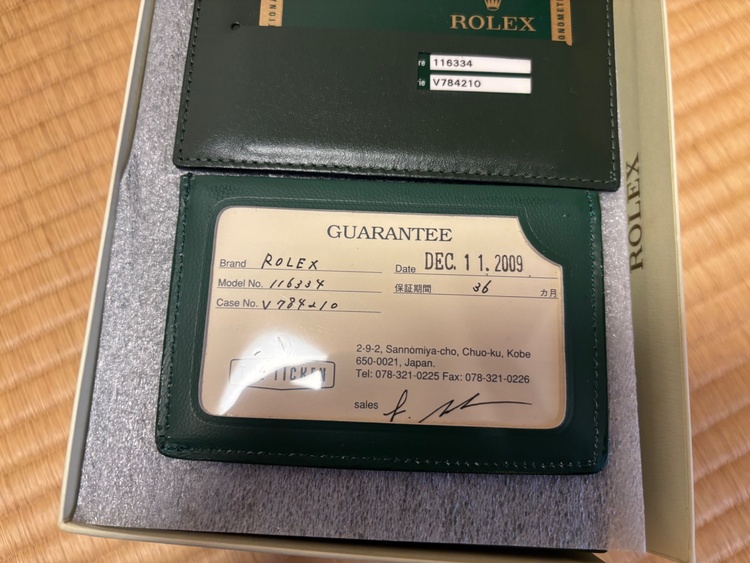 ROLEX
116334
V784210
ROLEX
GUARANTEE
Brand ROLEX
Date DEC. 11. 2009
Model No. 116334
保証期間 36 カ月
Case No. V784210
2-9-2, Sannomiya-cho, Chuo-ku, Kobe
650-0021, Japan.
Tel: 078-321-0225 Fax: 078-321-0226
sales